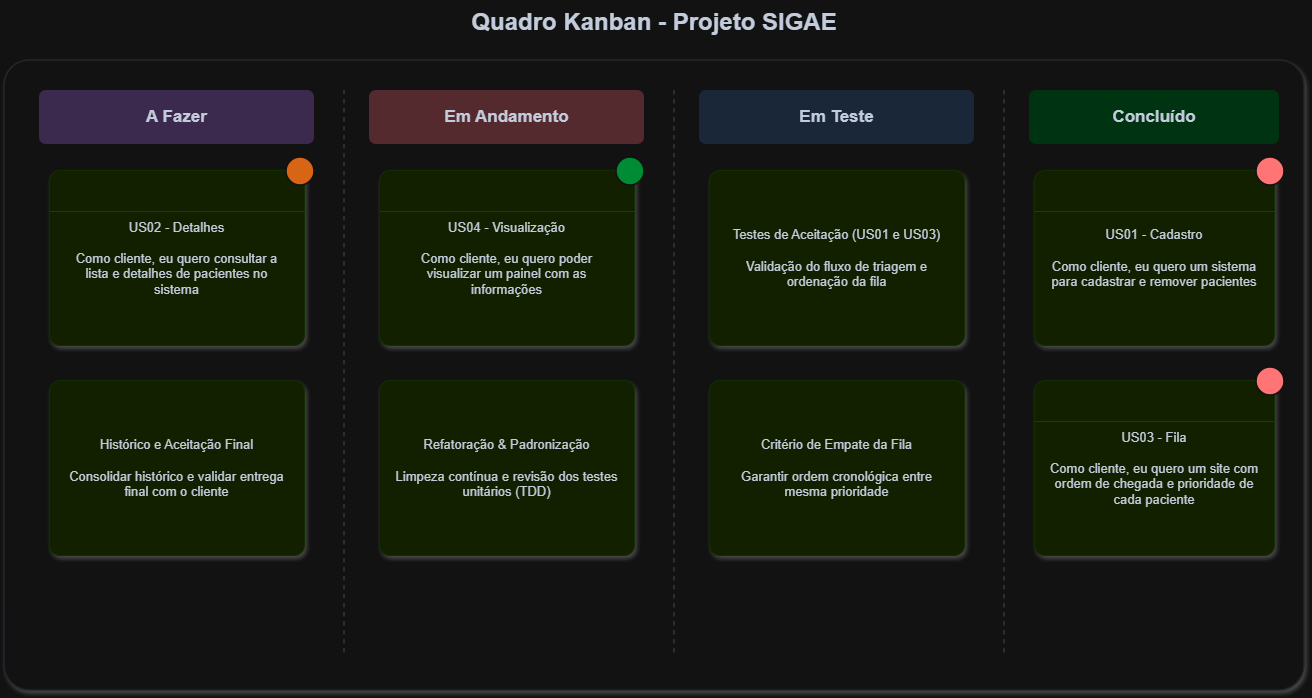 Quadro Kanban - Projeto SIGAE
A Fazer
US02 - Detalhes
Como cliente, eu quero consultar a
lista e detalhes de pacientes no
sistema
Histórico e Aceitação Final
Consolidar histórico e validar entrega
final com o cliente
Em Andamento
US04 - Visualização
Como cliente, eu quero poder
visualizar um painel com as
informações
Refatoração & Padronização
Limpeza contínua e revisão dos testes
unitários (TDD)
Em Teste
Testes de Aceitação (US01 e US03)
Validação do fluxo de triagem e
ordenação da fila
Critério de Empate da Fila
Garantir ordem cronológica entre
mesma prioridade
Concluído
US01 - Cadastro
Como cliente, eu quero um sistema
para cadastrar e remover pacientes
US03 - Fila
Como cliente, eu quero um site com
ordem de chegada e prioridade de
cada paciente